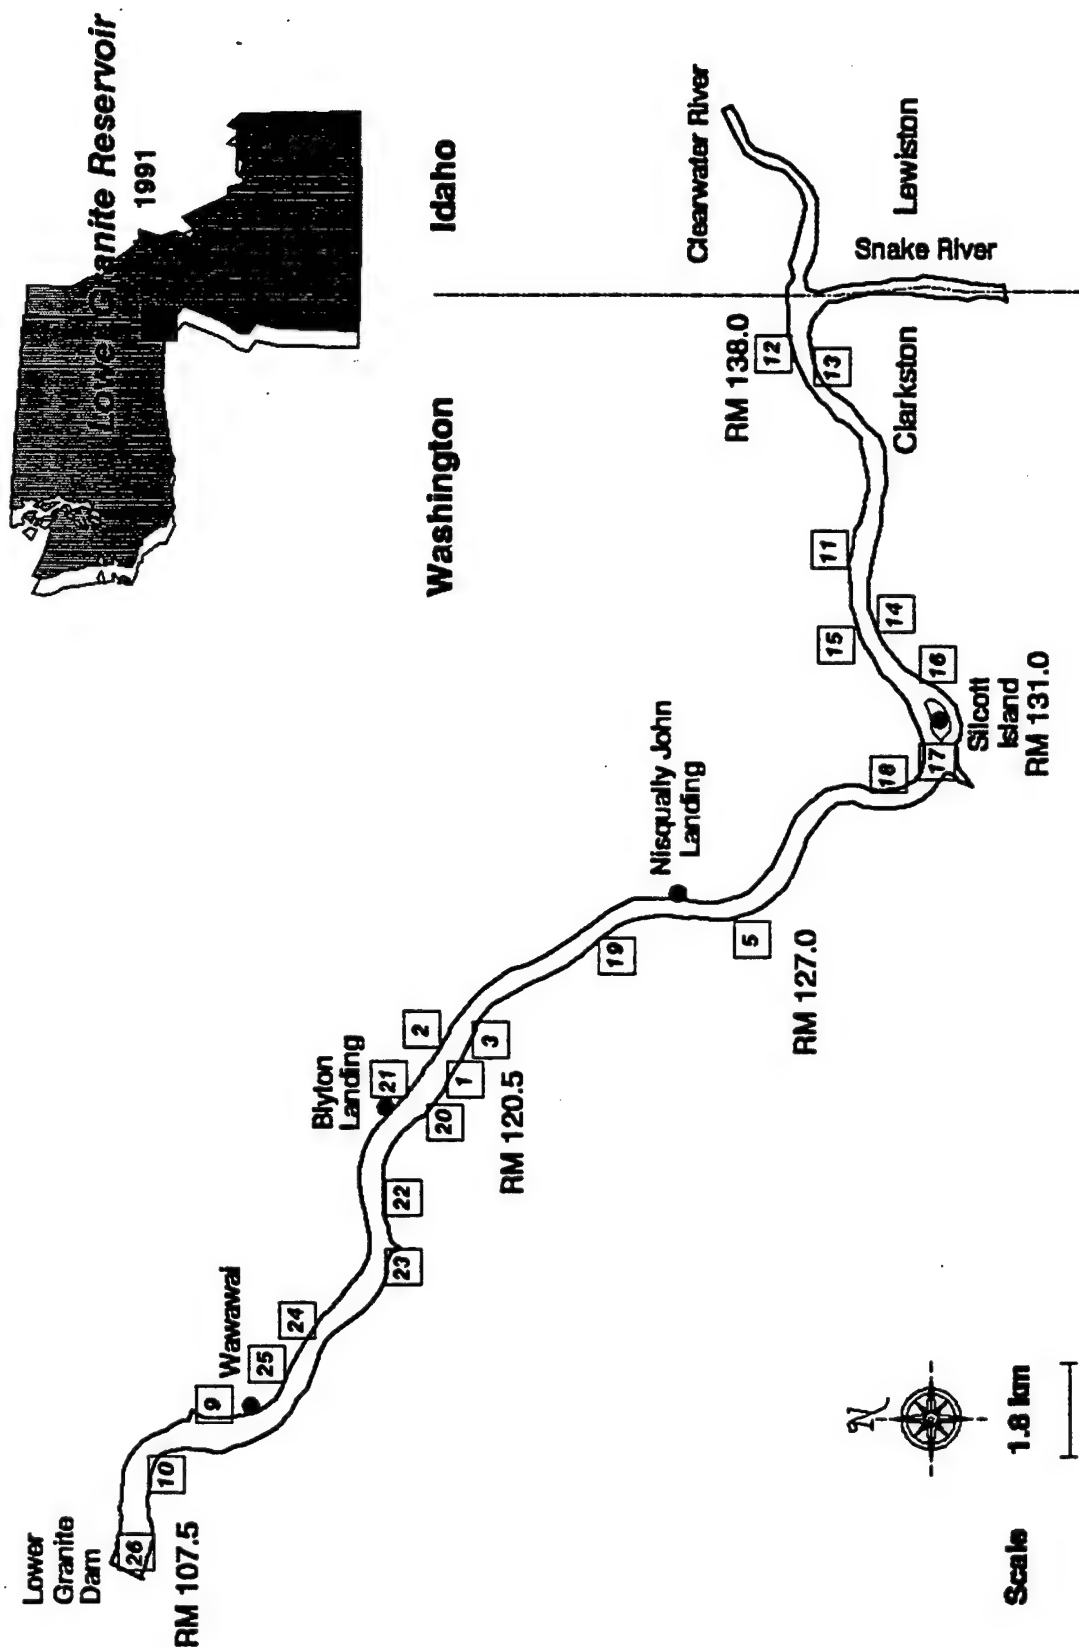 Lower Granite Reservoir
1991
Washington
Idaho
Clearwater River
Lewiston
Snake River
Clarkston
RM 138.0
12
13
11
15
14
16
Silcott
Island
RM 131.0
17
18
Nisqually John
Landing
5
RM 127.0
19
2
3
1
Blyton
Landing
21
20
RM 120.5
22
23
24
Wawawai
25
9
10
Lower
Granite
Dam
26
RM 107.5
N
Scale
1.8 km